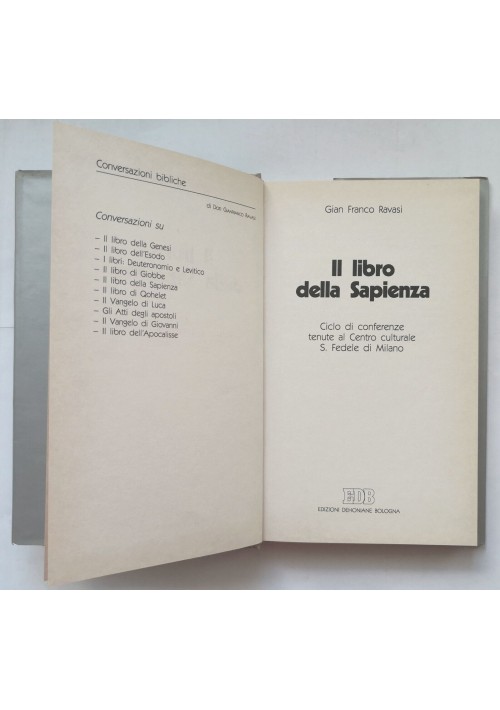 Conversazioni bibliche
di Don Gianfranco Ravasi
Conversazioni su
– Il libro della Genesi
– Il libro dell'Esodo
– I libri: Deuteronomio e Levitico
– Il libro di Giobbe
– Il libro della Sapienza
– Il libro di Qohelet
– Il Vangelo di Luca
– Gli Atti degli apostoli
– Il Vangelo di Giovanni
– Il libro dell'Apocalisse
Gian Franco Ravasi
Il libro
della Sapienza
Ciclo di conferenze
tenute al Centro culturale
S. Fedele di Milano
EDB
EDIZIONI DEHONIANE BOLOGNA